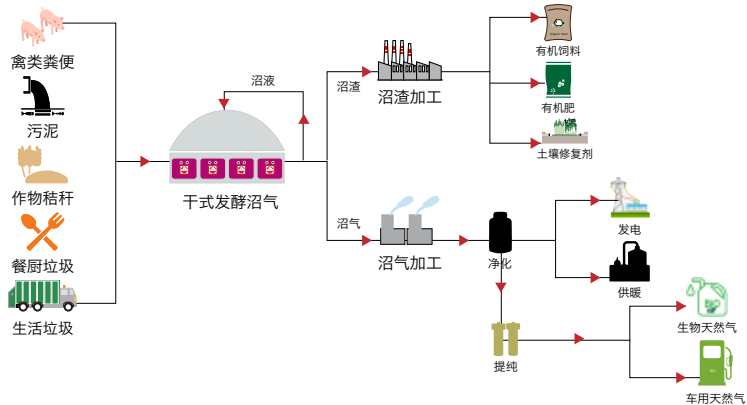 禽类粪便
污泥
作物秸秆
餐厨垃圾
生活垃圾
沼液
干式发酵沼气
沼渣
沼渣加工
有机饲料
有机肥
土壤修复剂
沼气
沼气加工
净化
发电
供暖
提纯
生物天然气
车用天然气